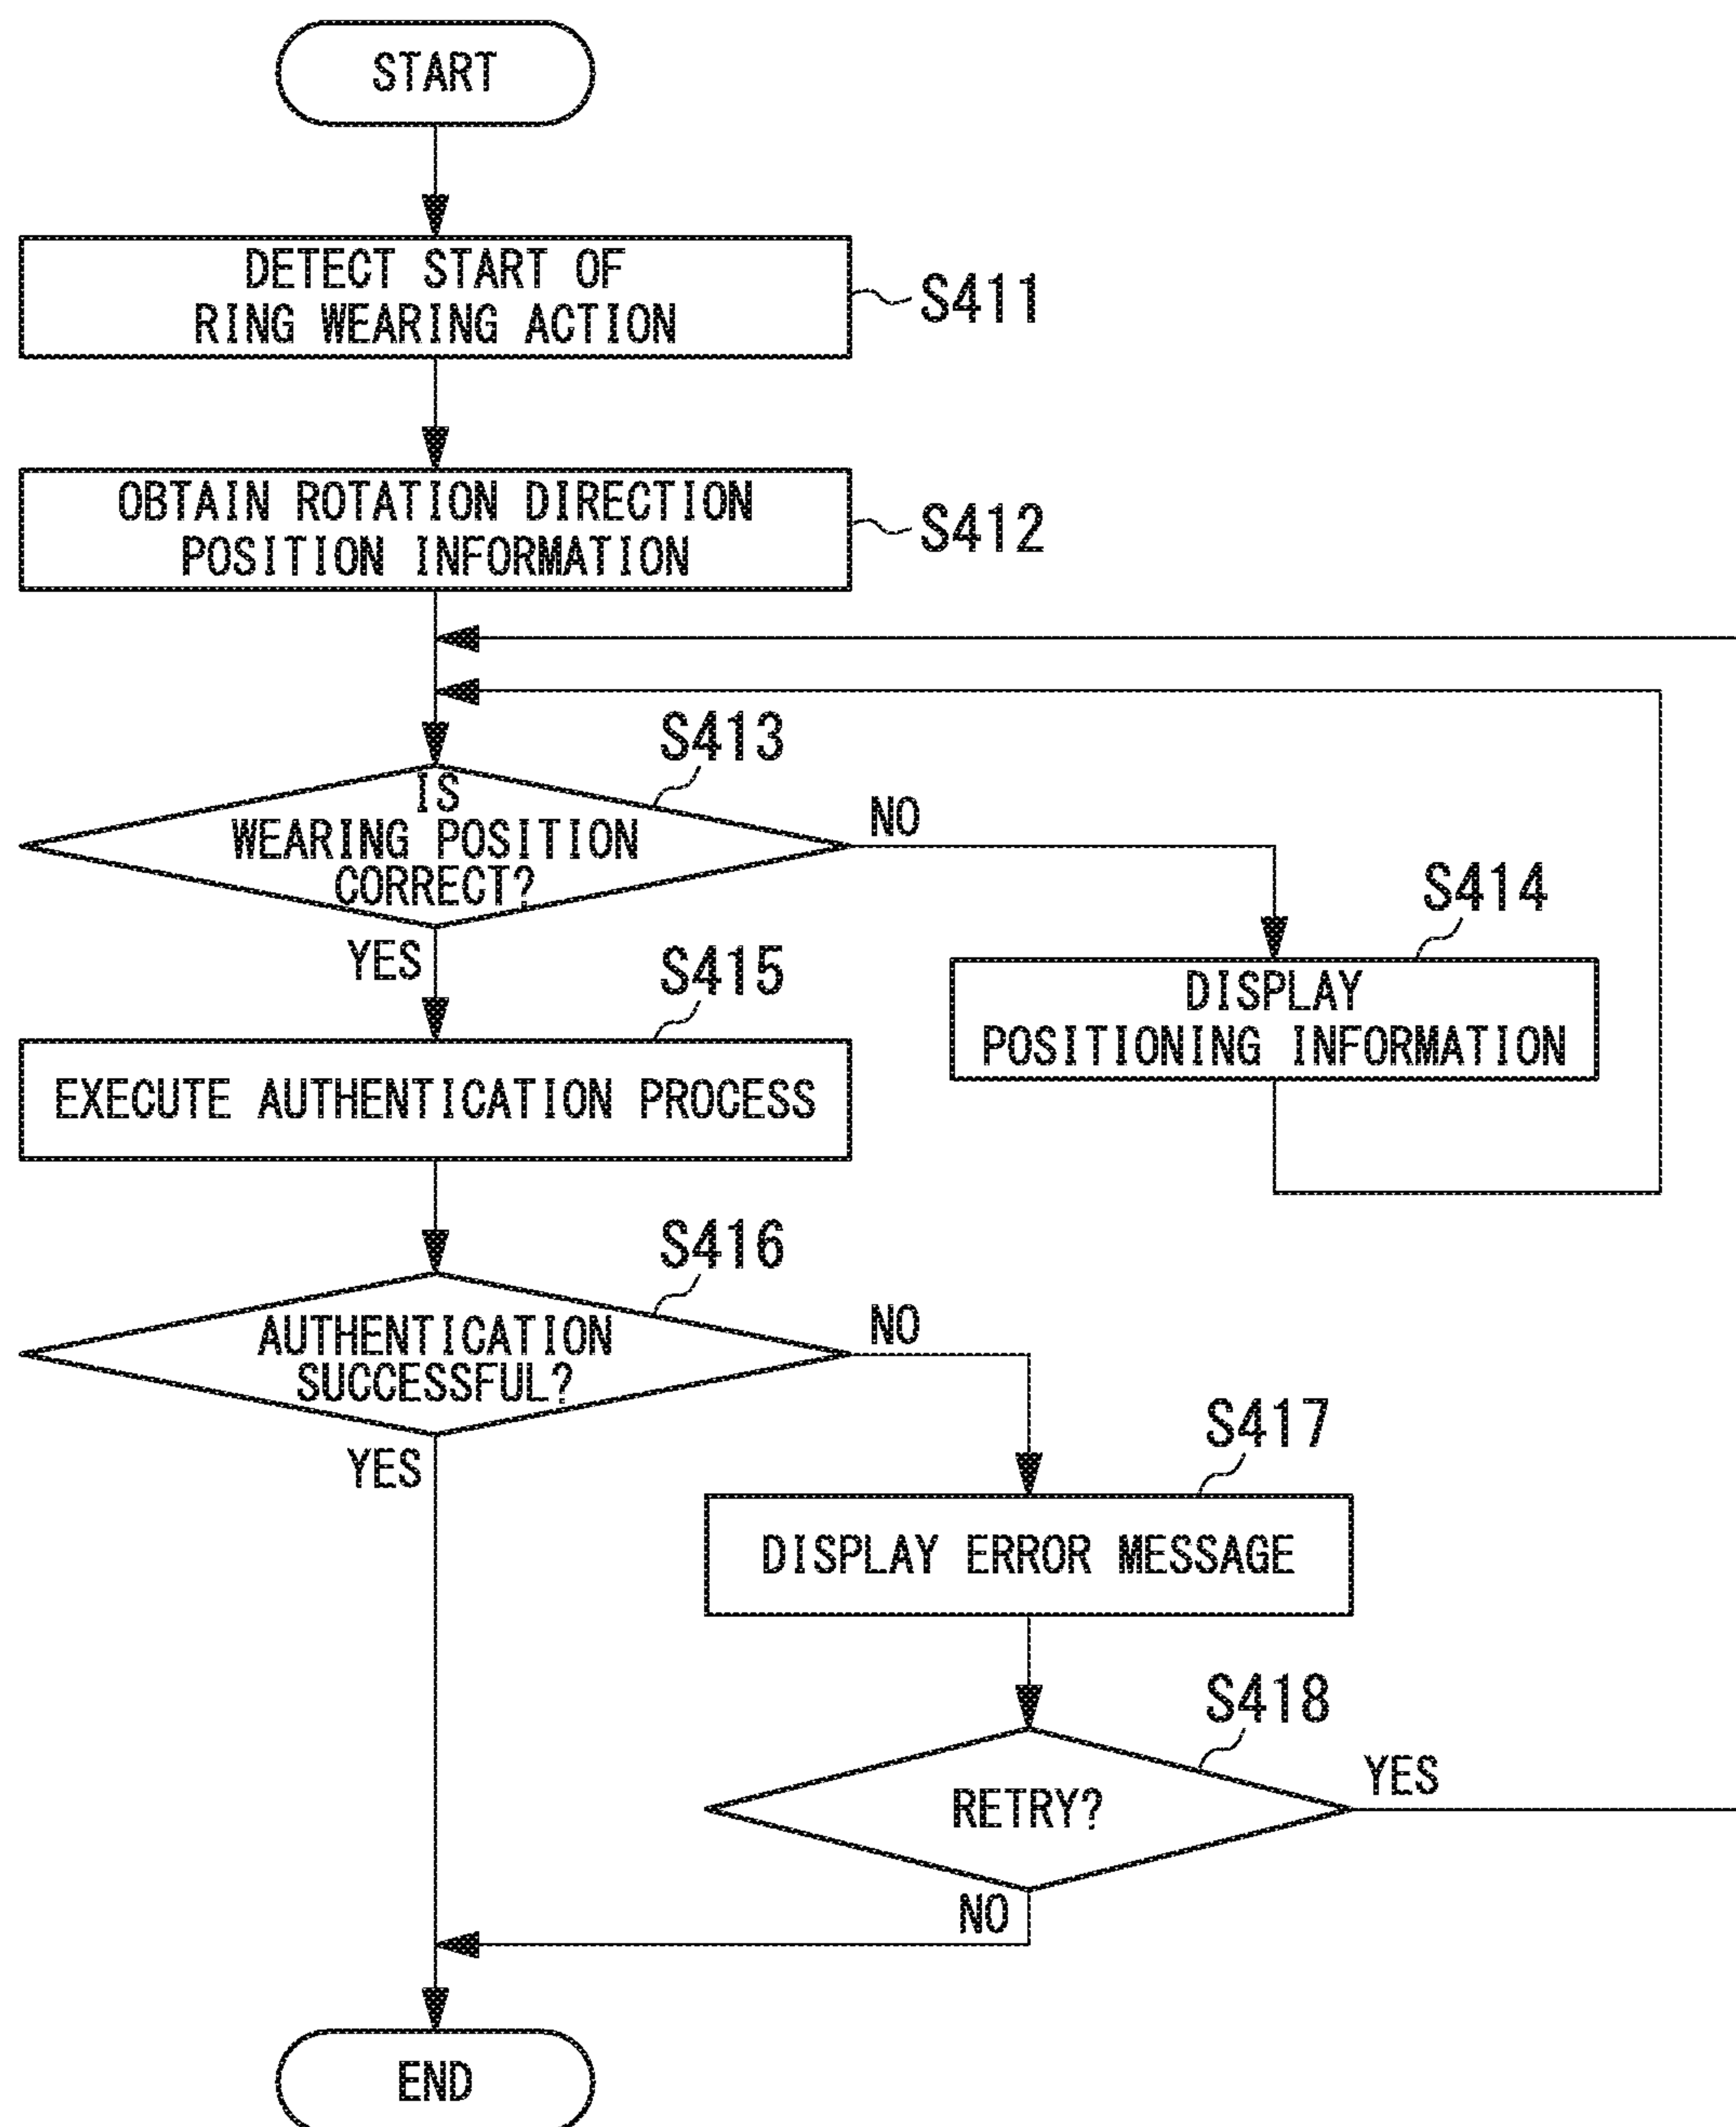 START
DETECT START OF
RING WEARING ACTION
S411
OBTAIN ROTATION DIRECTION
POSITION INFORMATION
S412
S413
IS
WEARING POSITION
CORRECT?
NO
YES
S414
DISPLAY
POSITIONING INFORMATION
S415
EXECUTE AUTHENTICATION PROCESS
S416
AUTHENTICATION
SUCCESSFUL?
NO
YES
S417
DISPLAY ERROR MESSAGE
S418
RETRY?
YES
NO
END